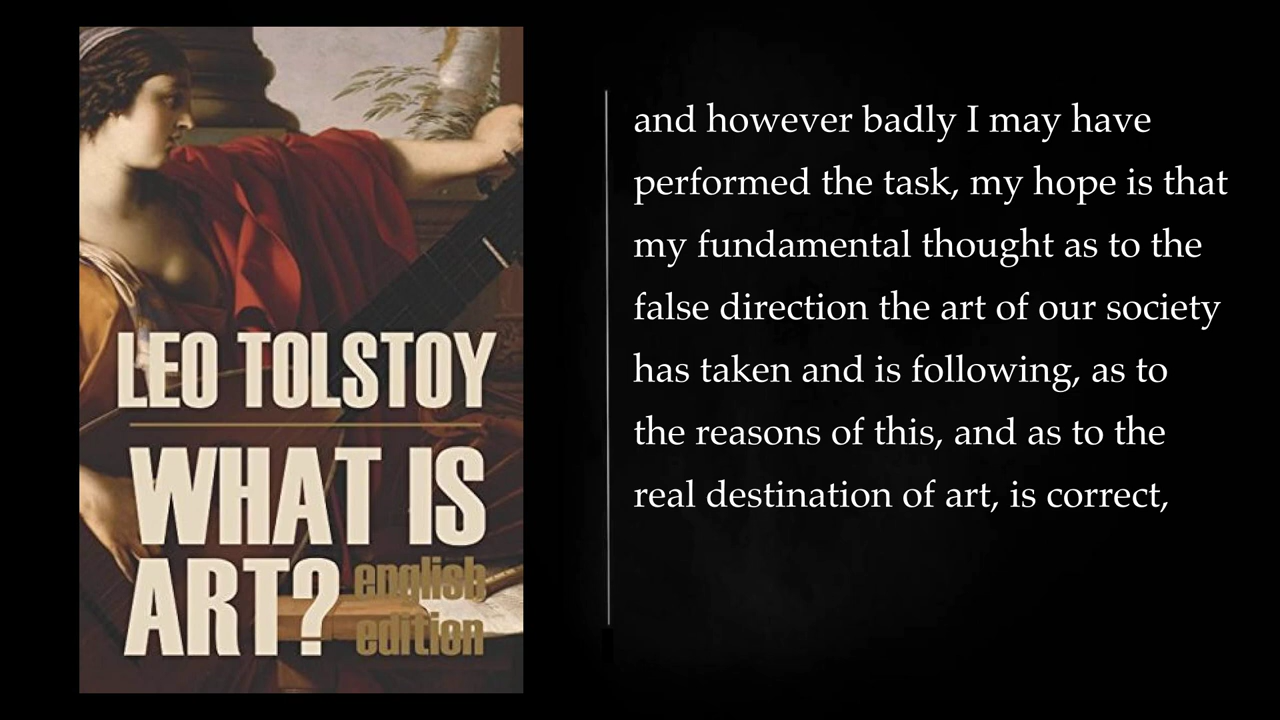 LEO TOLSTOY
WHAT IS
ART?
english
edition
and however badly I may have
performed the task, my hope is that
my fundamental thought as to the
false direction the art of our society
has taken and is following, as to
the reasons of this, and as to the
real destination of art, is correct,